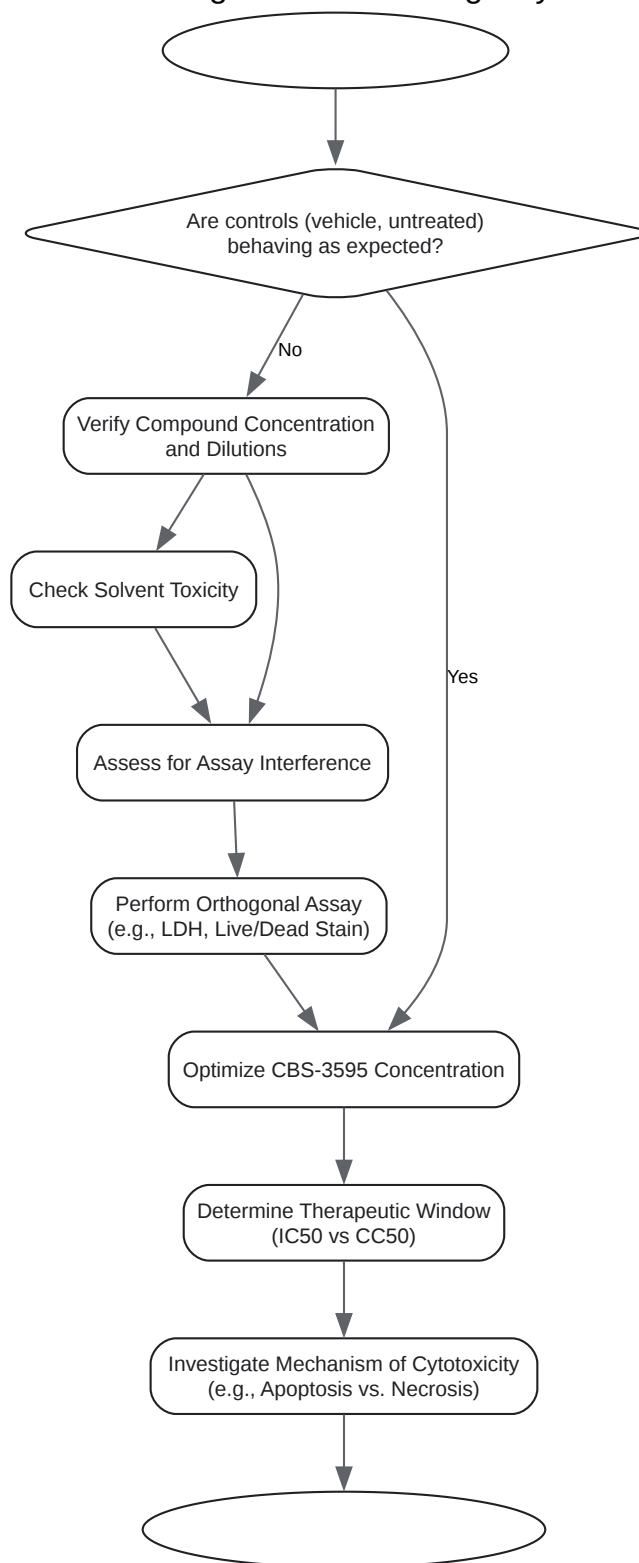 Are controls (vehicle, untreated)
behaving as expected?
No
Verify Compound Concentration
and Dilutions
Check Solvent Toxicity
Yes
Assess for Assay Interference
Perform Orthogonal Assay
(e.g., LDH, Live/Dead Stain)
Optimize CBS-3595 Concentration
Determine Therapeutic Window
(IC50 vs CC50)
Investigate Mechanism of Cytotoxicity
(e.g., Apoptosis vs. Necrosis)